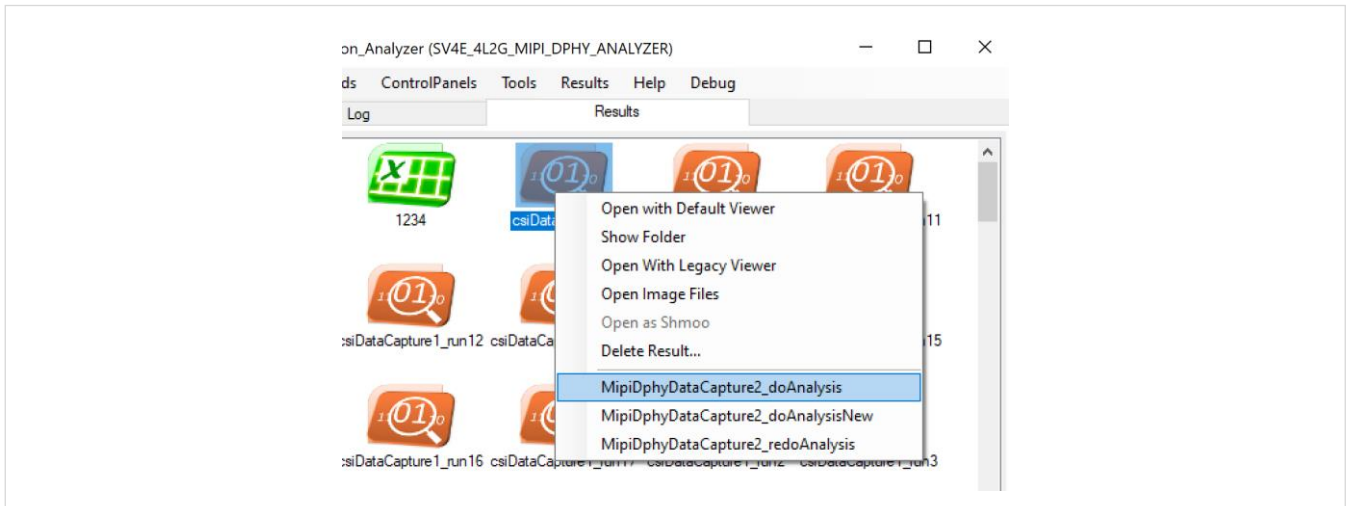 on_Analyzer (SV4E_4L2G_MIPI_DPHY_ANALYZER)
ds ControlPanels Tools Results Help Debug
Log Results
1234 csiData 11
Open with Default Viewer
Show Folder
Open With Legacy Viewer
Open Image Files
Open as Shmoo
Delete Result...
MipiDphyDataCapture2_doAnalysis
MipiDphyDataCapture2_doAnalysisNew
MipiDphyDataCapture2_redoAnalysis
csiDataCapture1_run12 csiDataCa 15
csiDataCapture1_run16 csiDataCapture1_run17 csiDataCapture1_run2 csiDataCapture1_run3